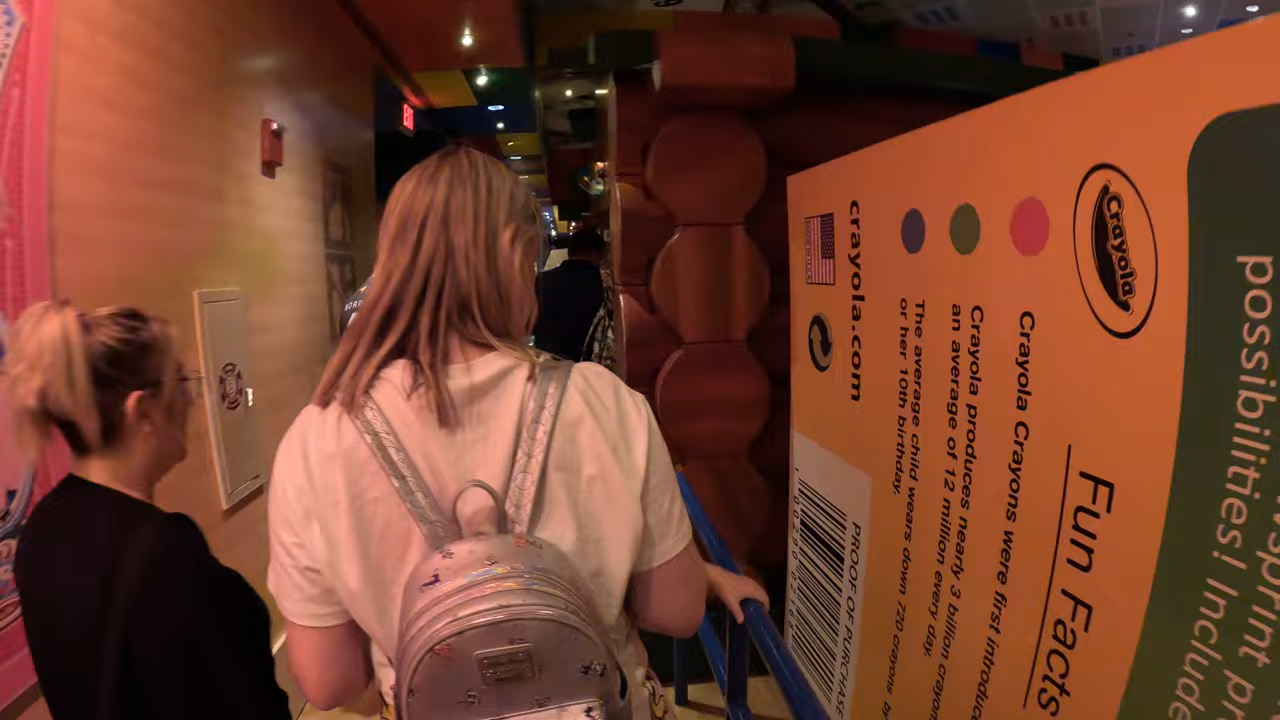 possibilities! Include
Crayola
Fun Facts
Crayola Crayons were first introduc
Crayola produces nearly 3 billion crayon
an average of 12 million every day.
The average child wears down 720 crayons by
or her 10th birthday.
crayola.com
PROOF OF PURCHASE